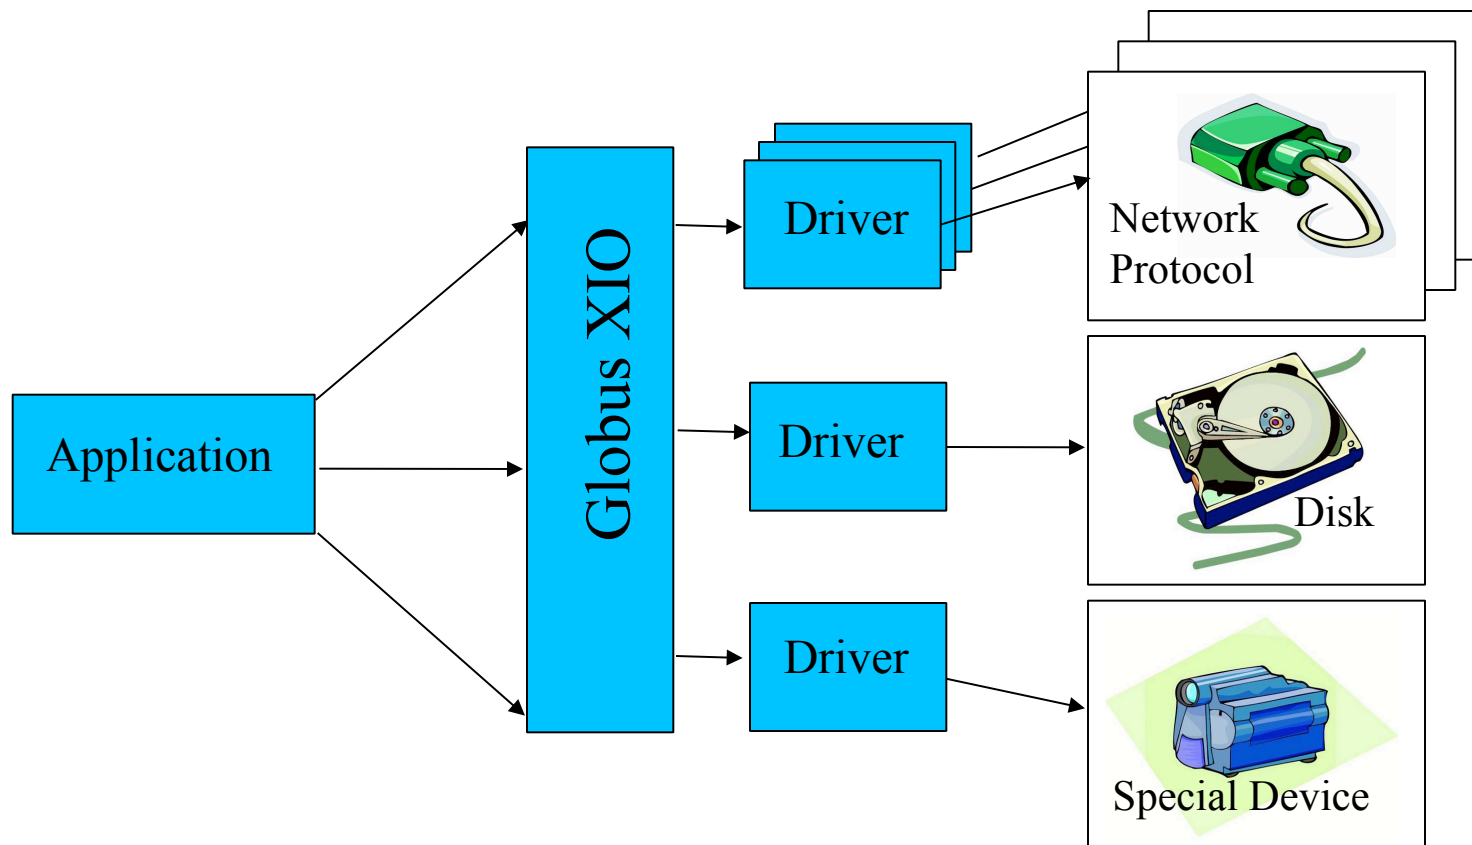 Application
Globus XIO
Driver
Network
Protocol
Driver
Disk
Driver
Special Device